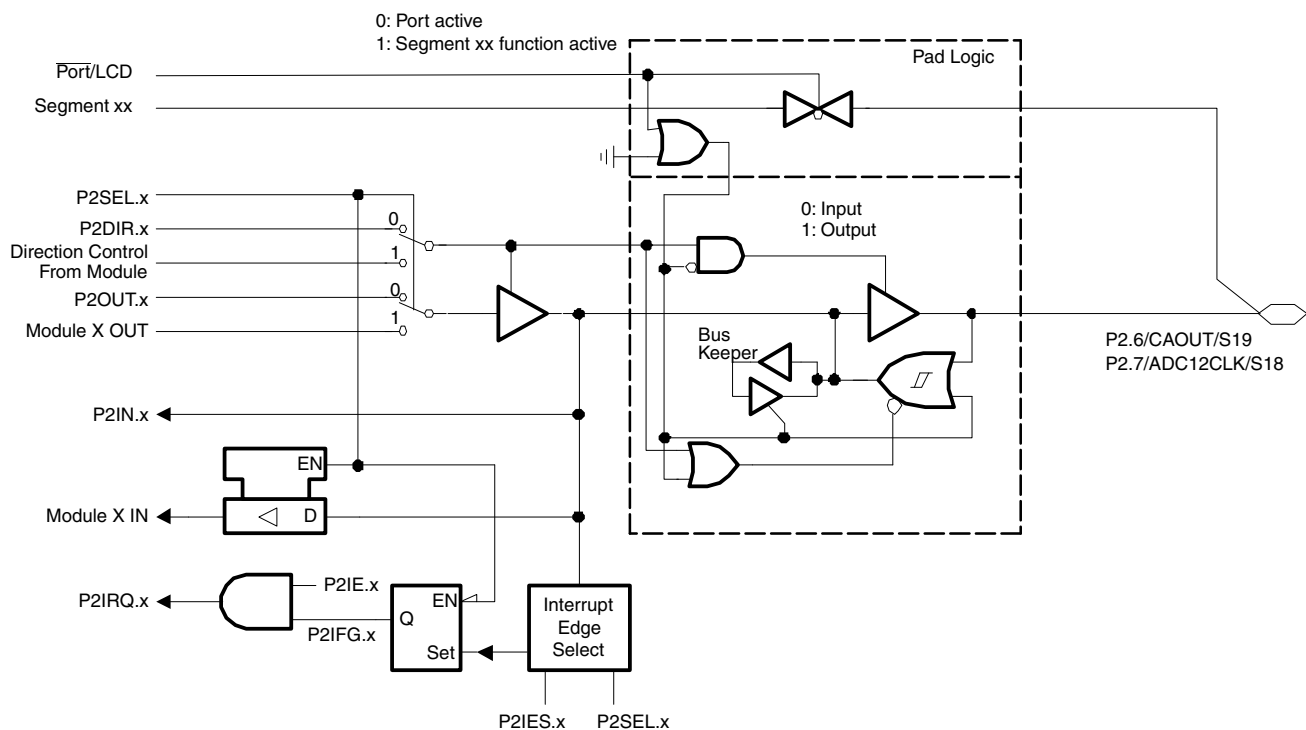 0: Port active
1: Segment xx function active
Pad Logic
Port/LCD
Segment xx
P2SEL.x
0: Input
1: Output
P2DIR.x
0
Direction Control
From Module
1
P2OUT.x
0
Module X OUT
1
Bus
Keeper
P2.6/CAOUT/S19
P2.7/ADC12CLK/S18
P2IN.x
EN
Module X IN
D
P2IE.x
P2IRQ.x
P2IFG.x
EN
Q
Set
Interrupt
Edge
Select
P2IES.x
P2SEL.x